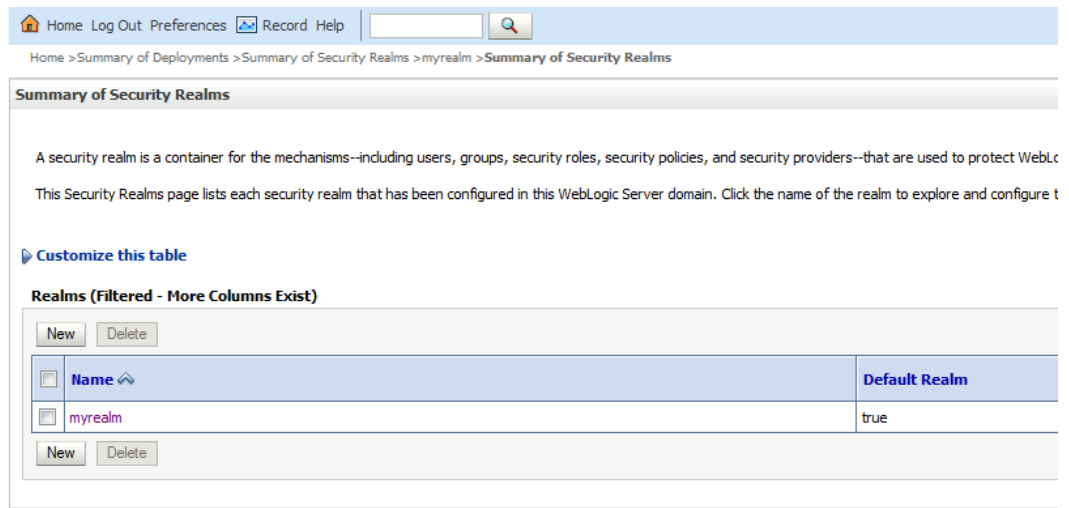 Home Log Out Preferences Record Help
Home >Summary of Deployments >Summary of Security Realms >myrealm >Summary of Security Realms
Summary of Security Realms
A security realm is a container for the mechanisms--including users, groups, security roles, security policies, and security providers--that are used to protect
This Security Realms page lists each security realm that has been configured in this WebLogic Server domain. Click the name of the realm to explore and configure
Customize this table
Realms (Filtered - More Columns Exist)
New Delete
Name Default Realm
myrealm true
New Delete